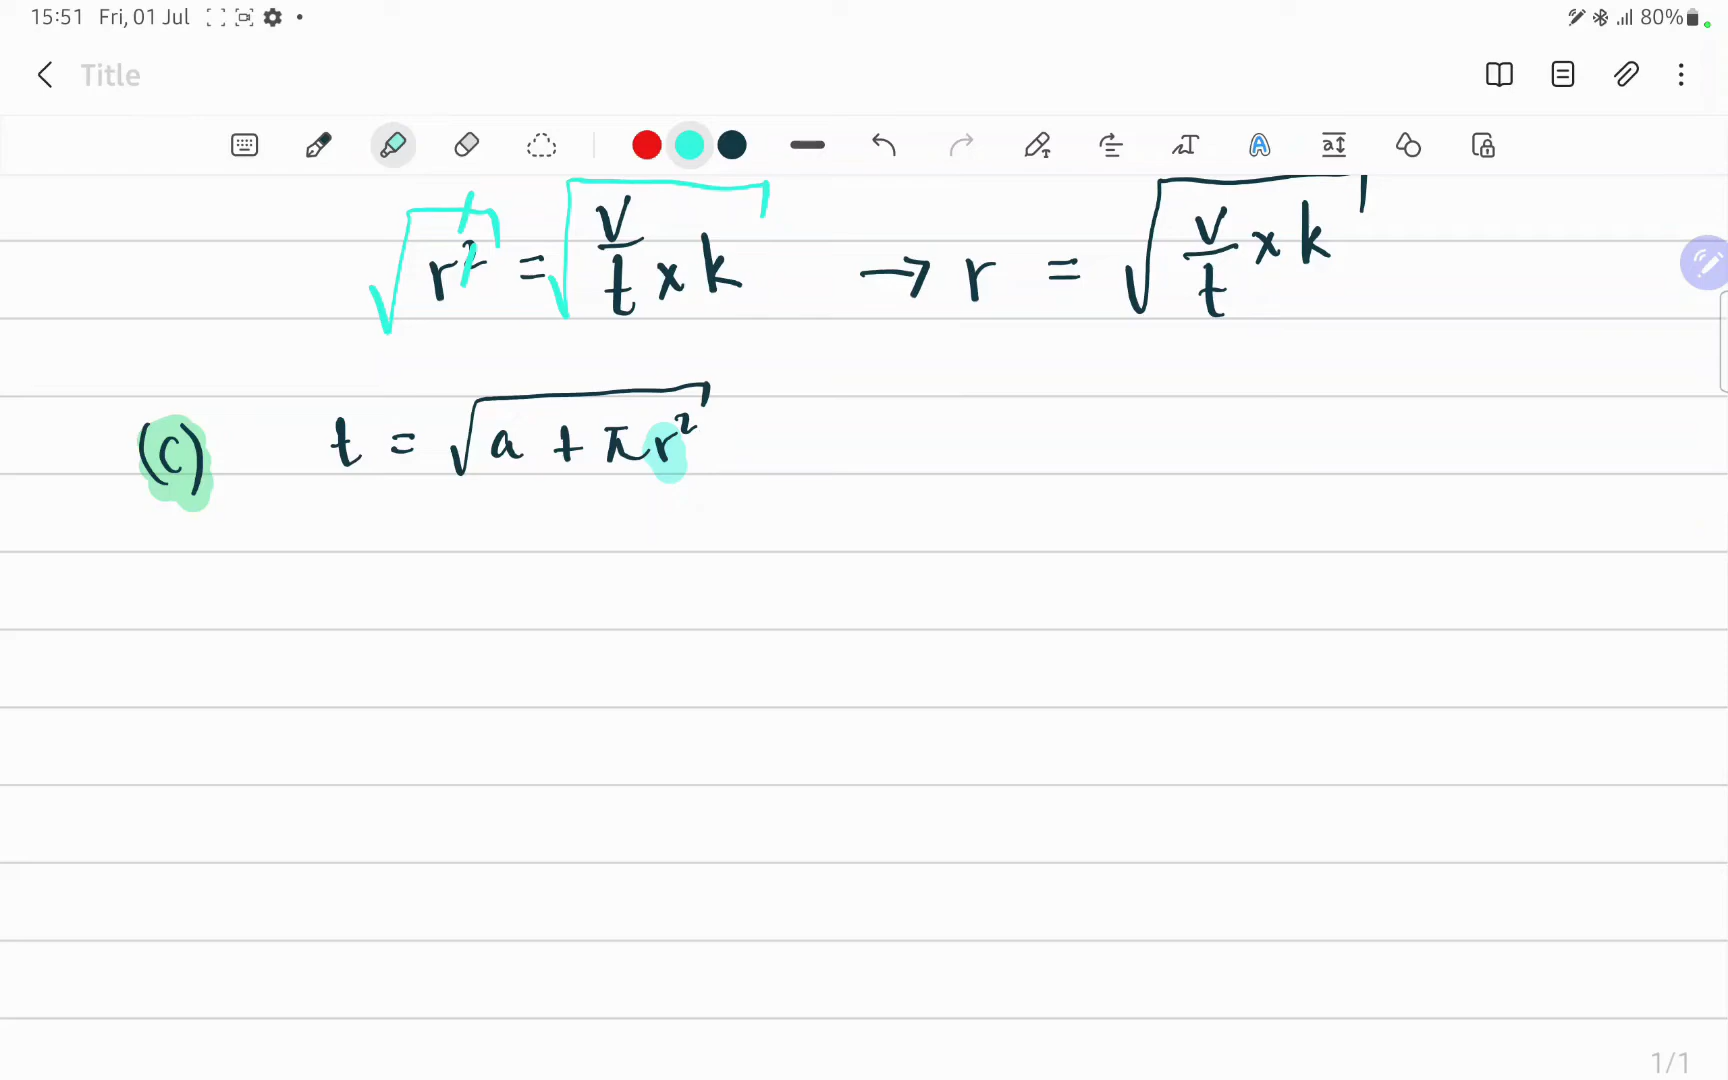 15:51 Fri, 01 Jul 80%
Title
√r² = √(v/t × k) → r = √(v/t × k)
(c) t = √(a + πr²)
1/1